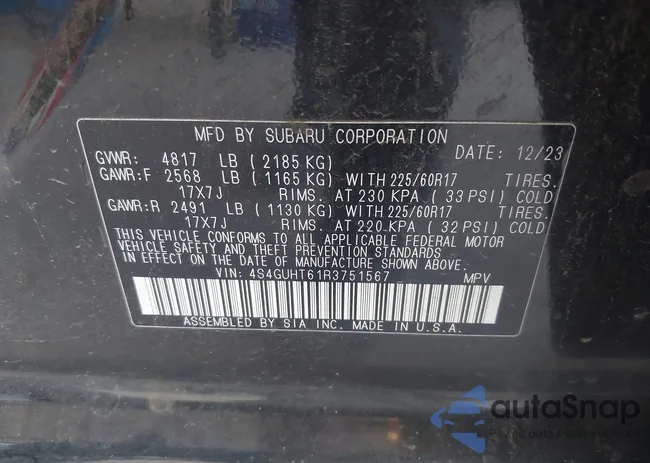 MFD BY SUBARU CORPORATION
DATE: 12/23
GVWR: 4817 LB (2185 KG)
GAWR:F 2568 LB (1165 KG) WITH 225/60R17 TIRES.
17X7J RIMS. AT 230 KPA (33 PSI) COLD
GAWR:R 2491 LB (1130 KG) WITH 225/60R17 TIRES.
17X7J RIMS. AT 220 KPA (32 PSI) COLD
THIS VEHICLE CONFORMS TO ALL APPLICABLE FEDERAL MOTOR
VEHICLE SAFETY, BUMPER, AND THEFT PREVENTION STANDARDS
IN EFFECT ON THE DATE OF MANUFACTURE SHOWN ABOVE.
VIN: 4S4GUHT61R3751567 MPV
ASSEMBLED BY SIA INC. MADE IN U.S.A.
autoSnap